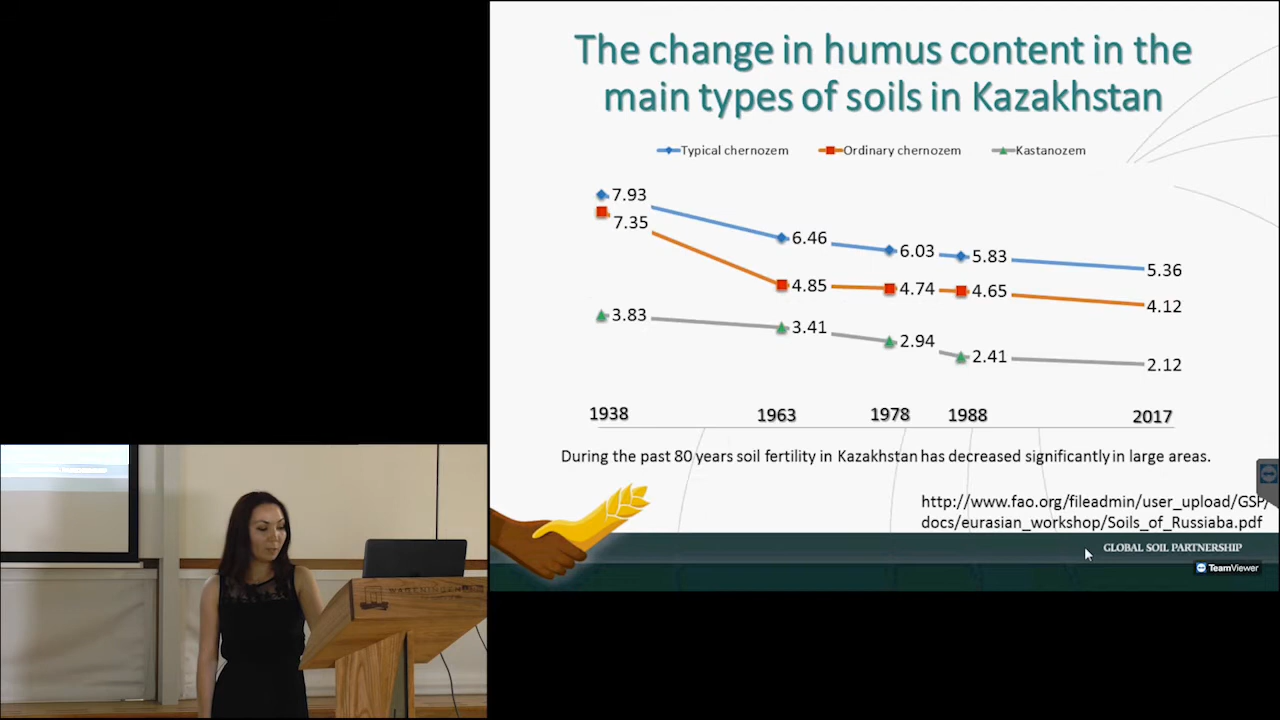 The change in humus content in the
main types of soils in Kazakhstan
Typical chernozem
Ordinary chernozem
Kastanozem
7.93
7.35
6.46
6.03
5.83
5.36
4.85
4.74
4.65
4.12
3.83
3.41
2.94
2.41
2.12
1938
1963
1978
1988
2017
During the past 80 years soil fertility in Kazakhstan has decreased significantly in large areas.
http://www.fao.org/fileadmin/user_upload/GSP/
docs/eurasian_workshop/Soils_of_Russiaba.pdf
GLOBAL SOIL PARTNERSHIP
TeamViewer